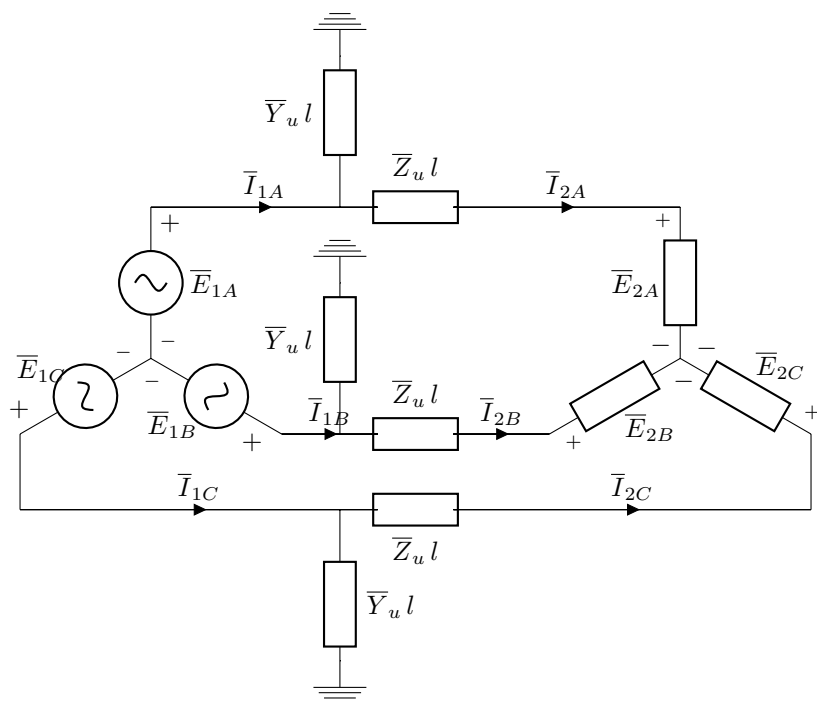 Y̅ᵤ l
Z̅ᵤ l
I̅₁A
I̅₂A
+
+
E̅₁A
E̅₂A
Y̅ᵤ l
−
−
−
−
−
−
E̅₁C
E̅₂C
+
+
E̅₁B
I̅₁B
Z̅ᵤ l
I̅₂B
E̅₂B
+
+
I̅₁C
I̅₂C
Z̅ᵤ l
Y̅ᵤ l